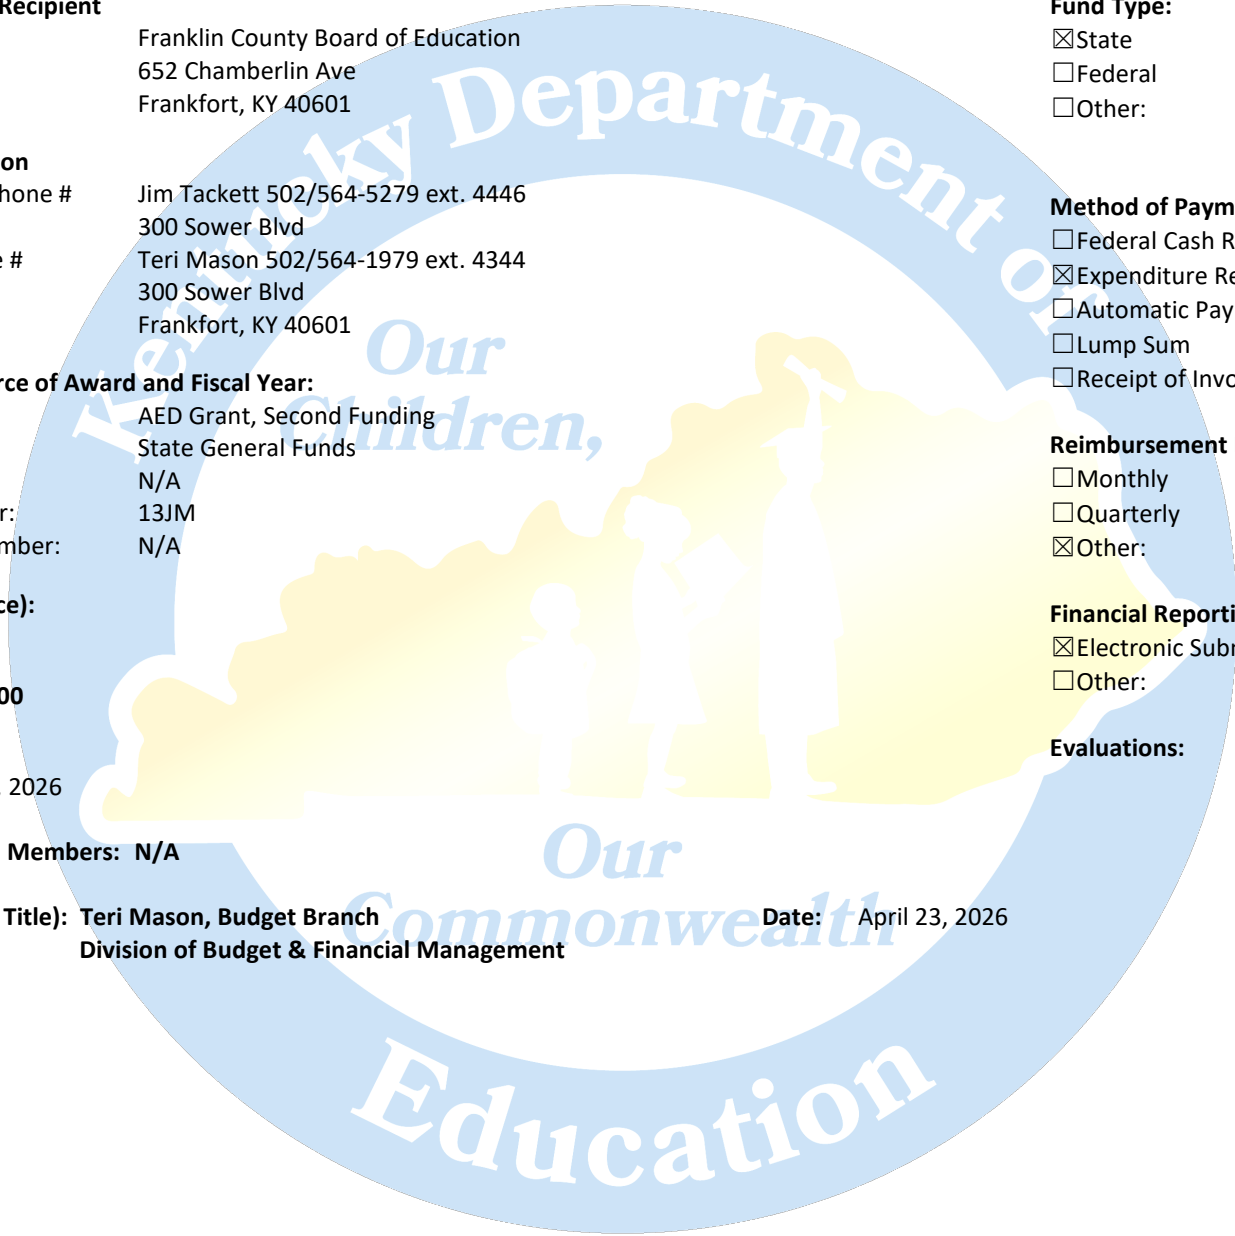 Recipient
Franklin County Board of Education
652 Chamberlin Ave
Frankfort, KY 40601
on
hone # Jim Tackett 502/564-5279 ext. 4446
300 Sower Blvd
e # Teri Mason 502/564-1979 ext. 4344
300 Sower Blvd
Frankfort, KY 40601
rce of Award and Fiscal Year:
AED Grant, Second Funding
State General Funds
N/A
r: 13JM
mber: N/A
ce):
00
, 2026
Members: N/A
Title): Teri Mason, Budget Branch Date: April 23, 2026
Division of Budget & Financial Management
Fund Type:
☒State
☐Federal
☐Other:
Method of Paym
☐Federal Cash R
☒Expenditure Re
☐Automatic Pay
☐Lump Sum
☐Receipt of Invo
Reimbursement
☐Monthly
☐Quarterly
☒Other:
Financial Reporti
☒Electronic Subr
☐Other:
Evaluations:
Kentucky Department of
Education
Our
Children,
Our
Commonwealth